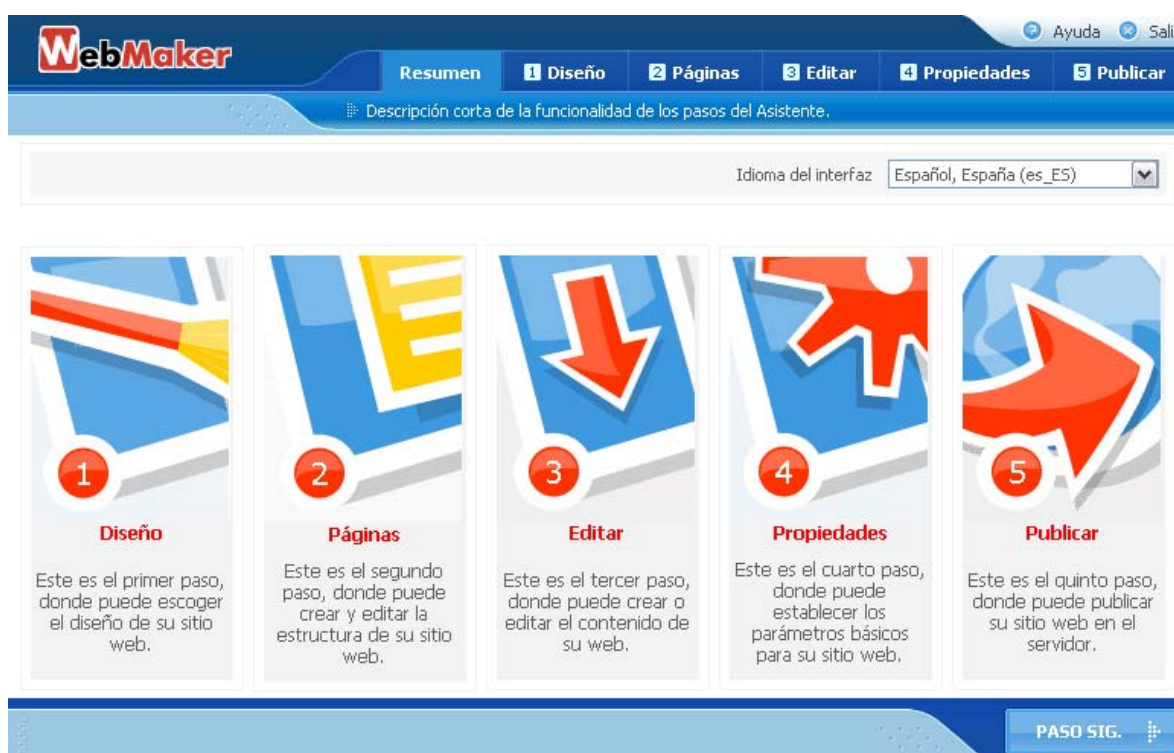 WebMaker
Ayuda Sali
Resumen 1 Diseño 2 Páginas 3 Editar 4 Propiedades 5 Publicar
Descripción corta de la funcionalidad de los pasos del Asistente.
Idioma del interfaz Español, España (es_ES)
1
Diseño
Este es el primer paso,
donde puede escoger
el diseño de su sitio
web.
2
Páginas
Este es el segundo
paso, donde puede
crear y editar la
estructura de su sitio
web.
3
Editar
Este es el tercer paso,
donde puede crear o
editar el contenido de
su web.
4
Propiedades
Este es el cuarto paso,
donde puede
establecer los
parámetros básicos
para su sitio web.
5
Publicar
Este es el quinto paso,
donde puede publicar
su sitio web en el
servidor.
PASO SIG.